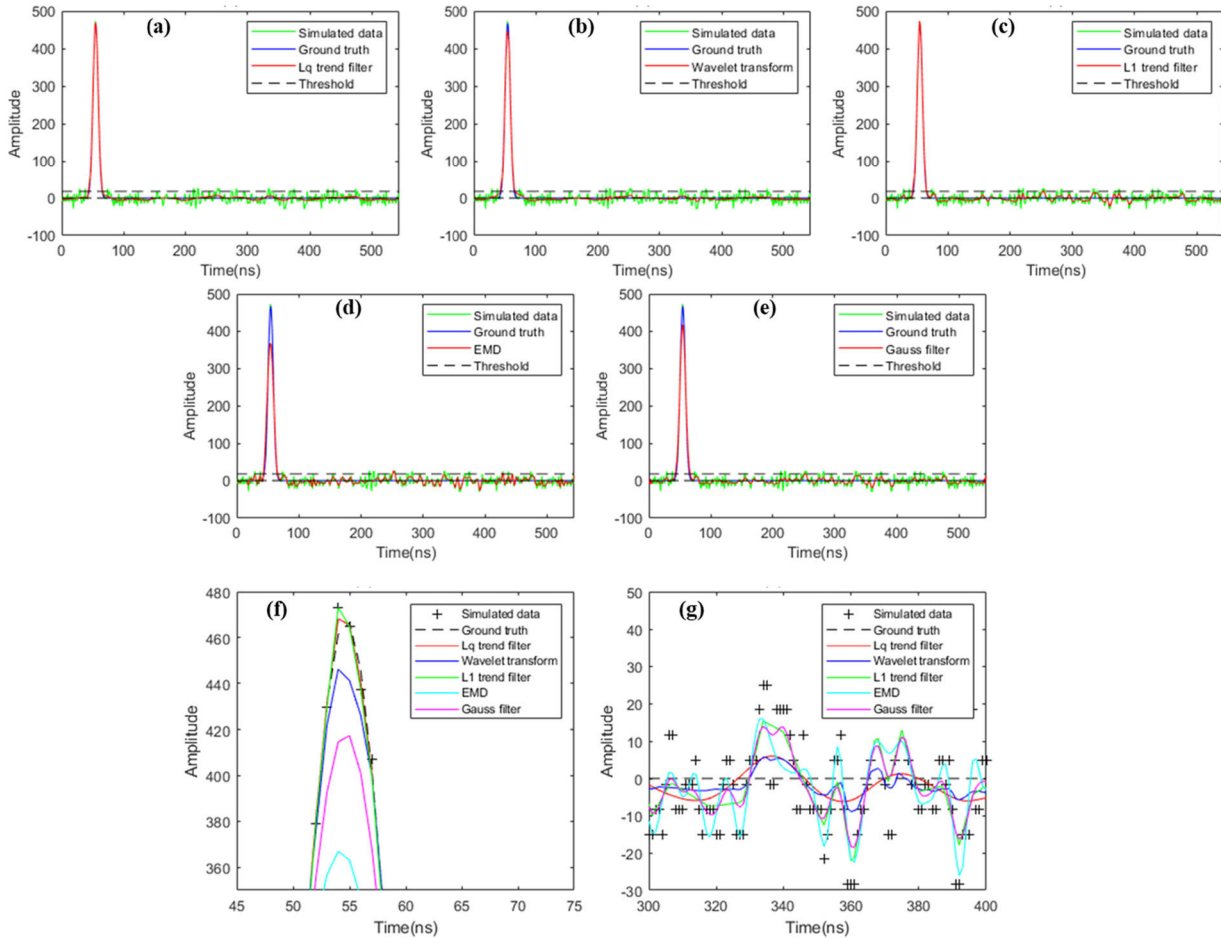 (a)
Simulated data
Ground truth
Lq trend filter
Threshold
500
400
300
200
100
0
-100
Amplitude
0 100 200 300 400 500
Time(ns)
(b)
Simulated data
Ground truth
Wavelet transform
Threshold
500
400
300
200
100
0
-100
Amplitude
0 100 200 300 400 500
Time(ns)
(c)
Simulated data
Ground truth
L1 trend filter
Threshold
500
400
300
200
100
0
-100
Amplitude
0 100 200 300 400 500
Time(ns)
(d)
Simulated data
Ground truth
EMD
Threshold
500
400
300
200
100
0
-100
Amplitude
0 100 200 300 400 500
Time(ns)
(e)
Simulated data
Ground truth
Gauss filter
Threshold
500
400
300
200
100
0
-100
Amplitude
0 100 200 300 400 500
Time(ns)
(f)
Simulated data
Ground truth
Lq trend filter
Wavelet transform
L1 trend filter
EMD
Gauss filter
480
460
440
420
400
380
360
Amplitude
45 50 55 60 65 70 75
Time(ns)
(g)
Simulated data
Ground truth
Lq trend filter
Wavelet transform
L1 trend filter
EMD
Gauss filter
50
40
30
20
10
0
-10
-20
-30
Amplitude
300 320 340 360 380 400
Time(ns)